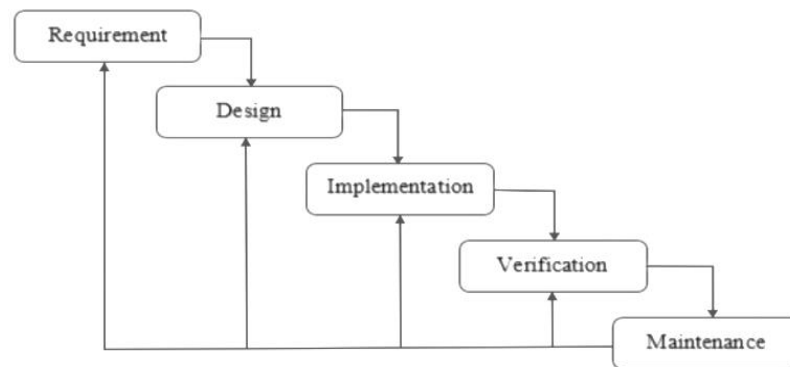 Requirement
Design
Implementation
Verification
Maintenance